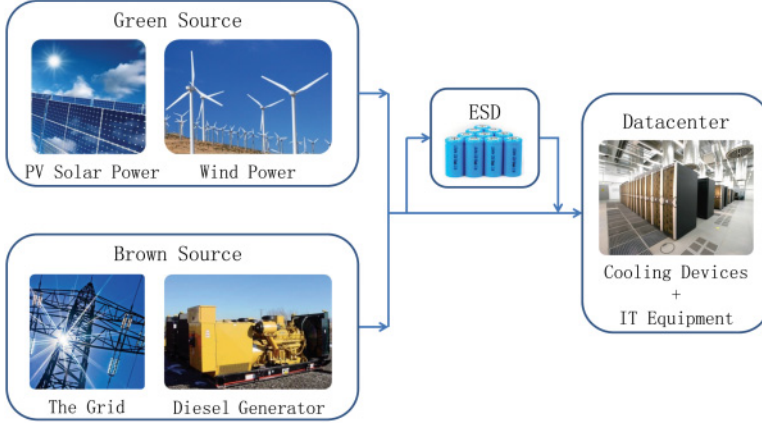 Green Source
PV Solar Power
Wind Power
ESD
Datacenter
Cooling Devices
+
IT Equipment
Brown Source
The Grid
Diesel Generator